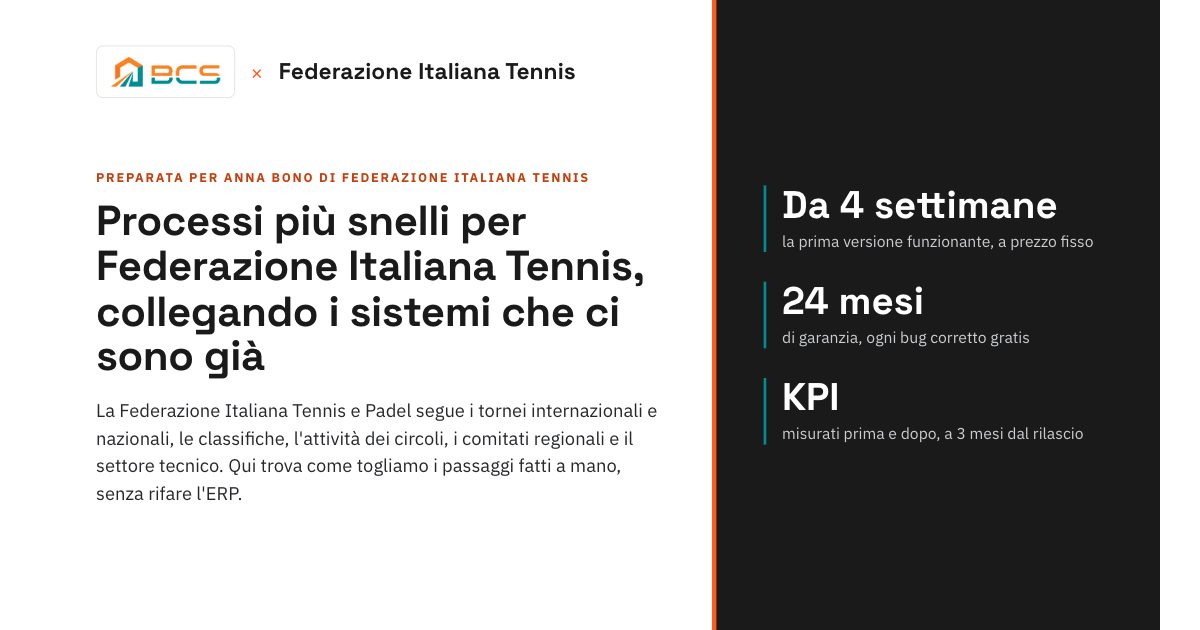 BCS × Federazione Italiana Tennis
PREPARATA PER ANNA BONO DI FEDERAZIONE ITALIANA TENNIS
Processi più snelli per
Federazione Italiana Tennis,
collegando i sistemi che ci
sono già
La Federazione Italiana Tennis e Padel segue i tornei internazionali e
nazionali, le classifiche, l'attività dei circoli, i comitati regionali e il
settore tecnico. Qui trova come togliamo i passaggi fatti a mano,
senza rifare l'ERP.
Da 4 settimane
la prima versione funzionante, a prezzo fisso
24 mesi
di garanzia, ogni bug corretto gratis
KPI
misurati prima e dopo, a 3 mesi dal rilascio